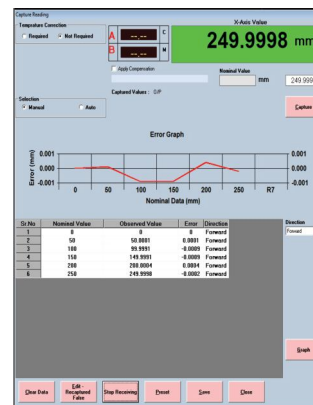 Capture Reading
Temprature Correction
Required Not Required
A --.-- C
B --.-- M
X-Axis Value
249.9998 mm
Apply Compensation
Nominal Value
mm 249.999
Captured Values : 6/P
Selection
Manual Auto
Capture
Error Graph
Error (mm)
0.001 0.001
0.000 0.000
-0.001 -0.001
0 50 100 150 200 250 R7
Nominal Data (mm)
Sr.No Nominal Value Observed Value Error Direction
1 0 0 0 Forward
2 50 50.0001 0.0001 Forward
3 100 99.9991 -0.0009 Forward
4 150 149.9991 -0.0009 Forward
5 200 200.0004 0.0004 Forward
6 250 249.9998 -0.0002 Forward
Direction
Forward
Graph
Clear Data Edit - Recaptured False Stop Receiving Preset Save Close